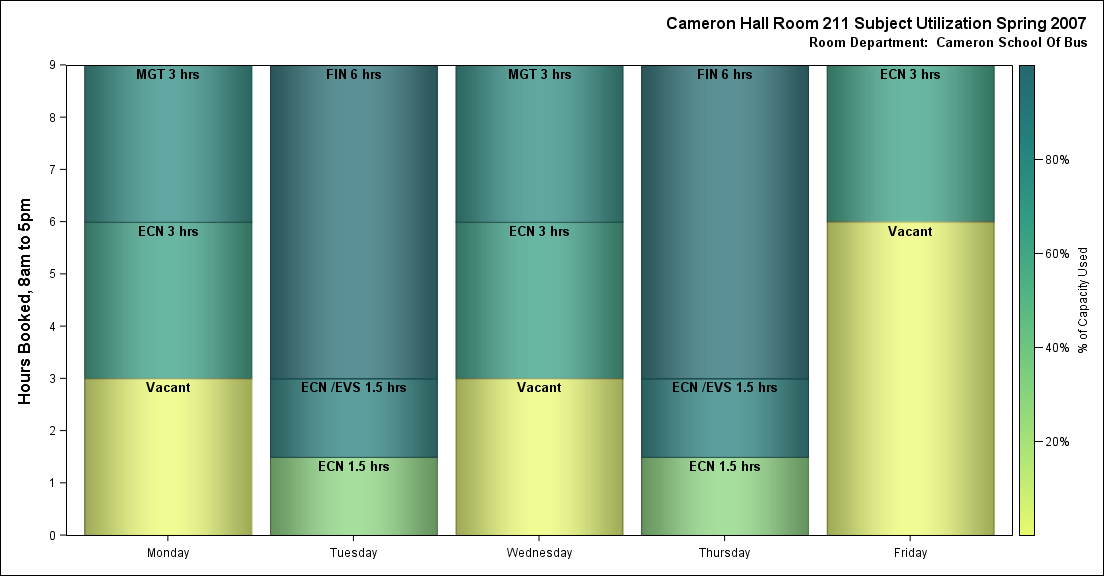 Cameron Hall Room 211 Subject Utilization Spring 2007
Room Department:  Cameron School Of Bus
Hours Booked, 8am to 5pm
9
8
7
6
5
4
3
2
1
0
MGT 3 hrs
ECN 3 hrs
Vacant
FIN 6 hrs
ECN /EVS 1.5 hrs
ECN 1.5 hrs
MGT 3 hrs
ECN 3 hrs
Vacant
FIN 6 hrs
ECN /EVS 1.5 hrs
ECN 1.5 hrs
ECN 3 hrs
Vacant
Monday
Tuesday
Wednesday
Thursday
Friday
80%
60%
40%
20%
% of Capacity Used